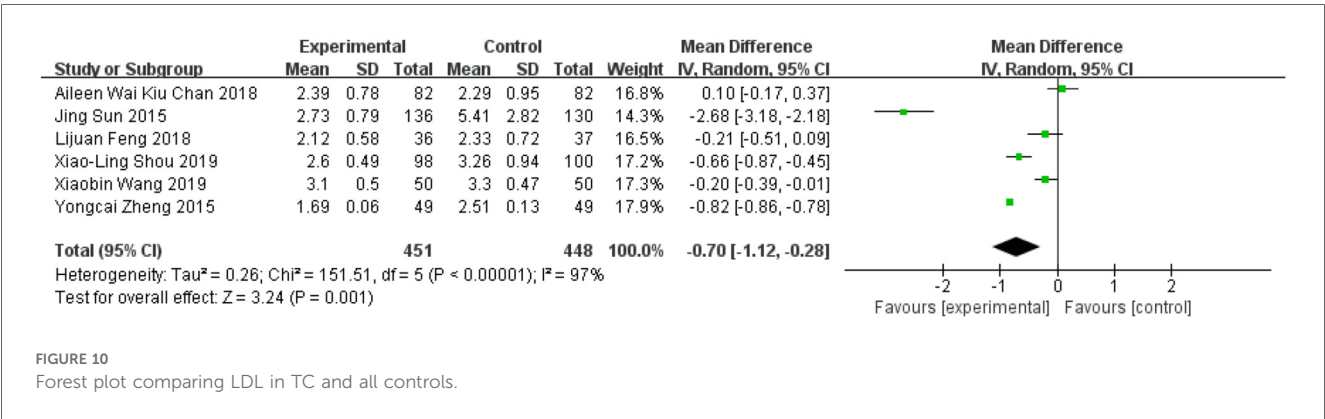 Experimental Control Mean Difference Mean Difference
Study or Subgroup Mean SD Total Mean SD Total Weight IV, Random, 95% CI IV, Random, 95% CI
Aileen Wai Kiu Chan 2018 2.39 0.78 82 2.29 0.95 82 16.8% 0.10 [-0.17, 0.37]
Jing Sun 2015 2.73 0.79 136 5.41 2.82 130 14.3% -2.68 [-3.18, -2.18]
Lijuan Feng 2018 2.12 0.58 36 2.33 0.72 37 16.5% -0.21 [-0.51, 0.09]
Xiao-Ling Shou 2019 2.6 0.49 98 3.26 0.94 100 17.2% -0.66 [-0.87, -0.45]
Xiaobin Wang 2019 3.1 0.5 50 3.3 0.47 50 17.3% -0.20 [-0.39, -0.01]
Yongcai Zheng 2015 1.69 0.06 49 2.51 0.13 49 17.9% -0.82 [-0.86, -0.78]
Total (95% CI) 451 448 100.0% -0.70 [-1.12, -0.28]
Heterogeneity: Tau² = 0.26; Chi² = 151.51, df = 5 (P < 0.00001); I² = 97%
Test for overall effect: Z = 3.24 (P = 0.001)
-2 -1 0 1 2
Favours [experimental] Favours [control]
FIGURE 10
Forest plot comparing LDL in TC and all controls.